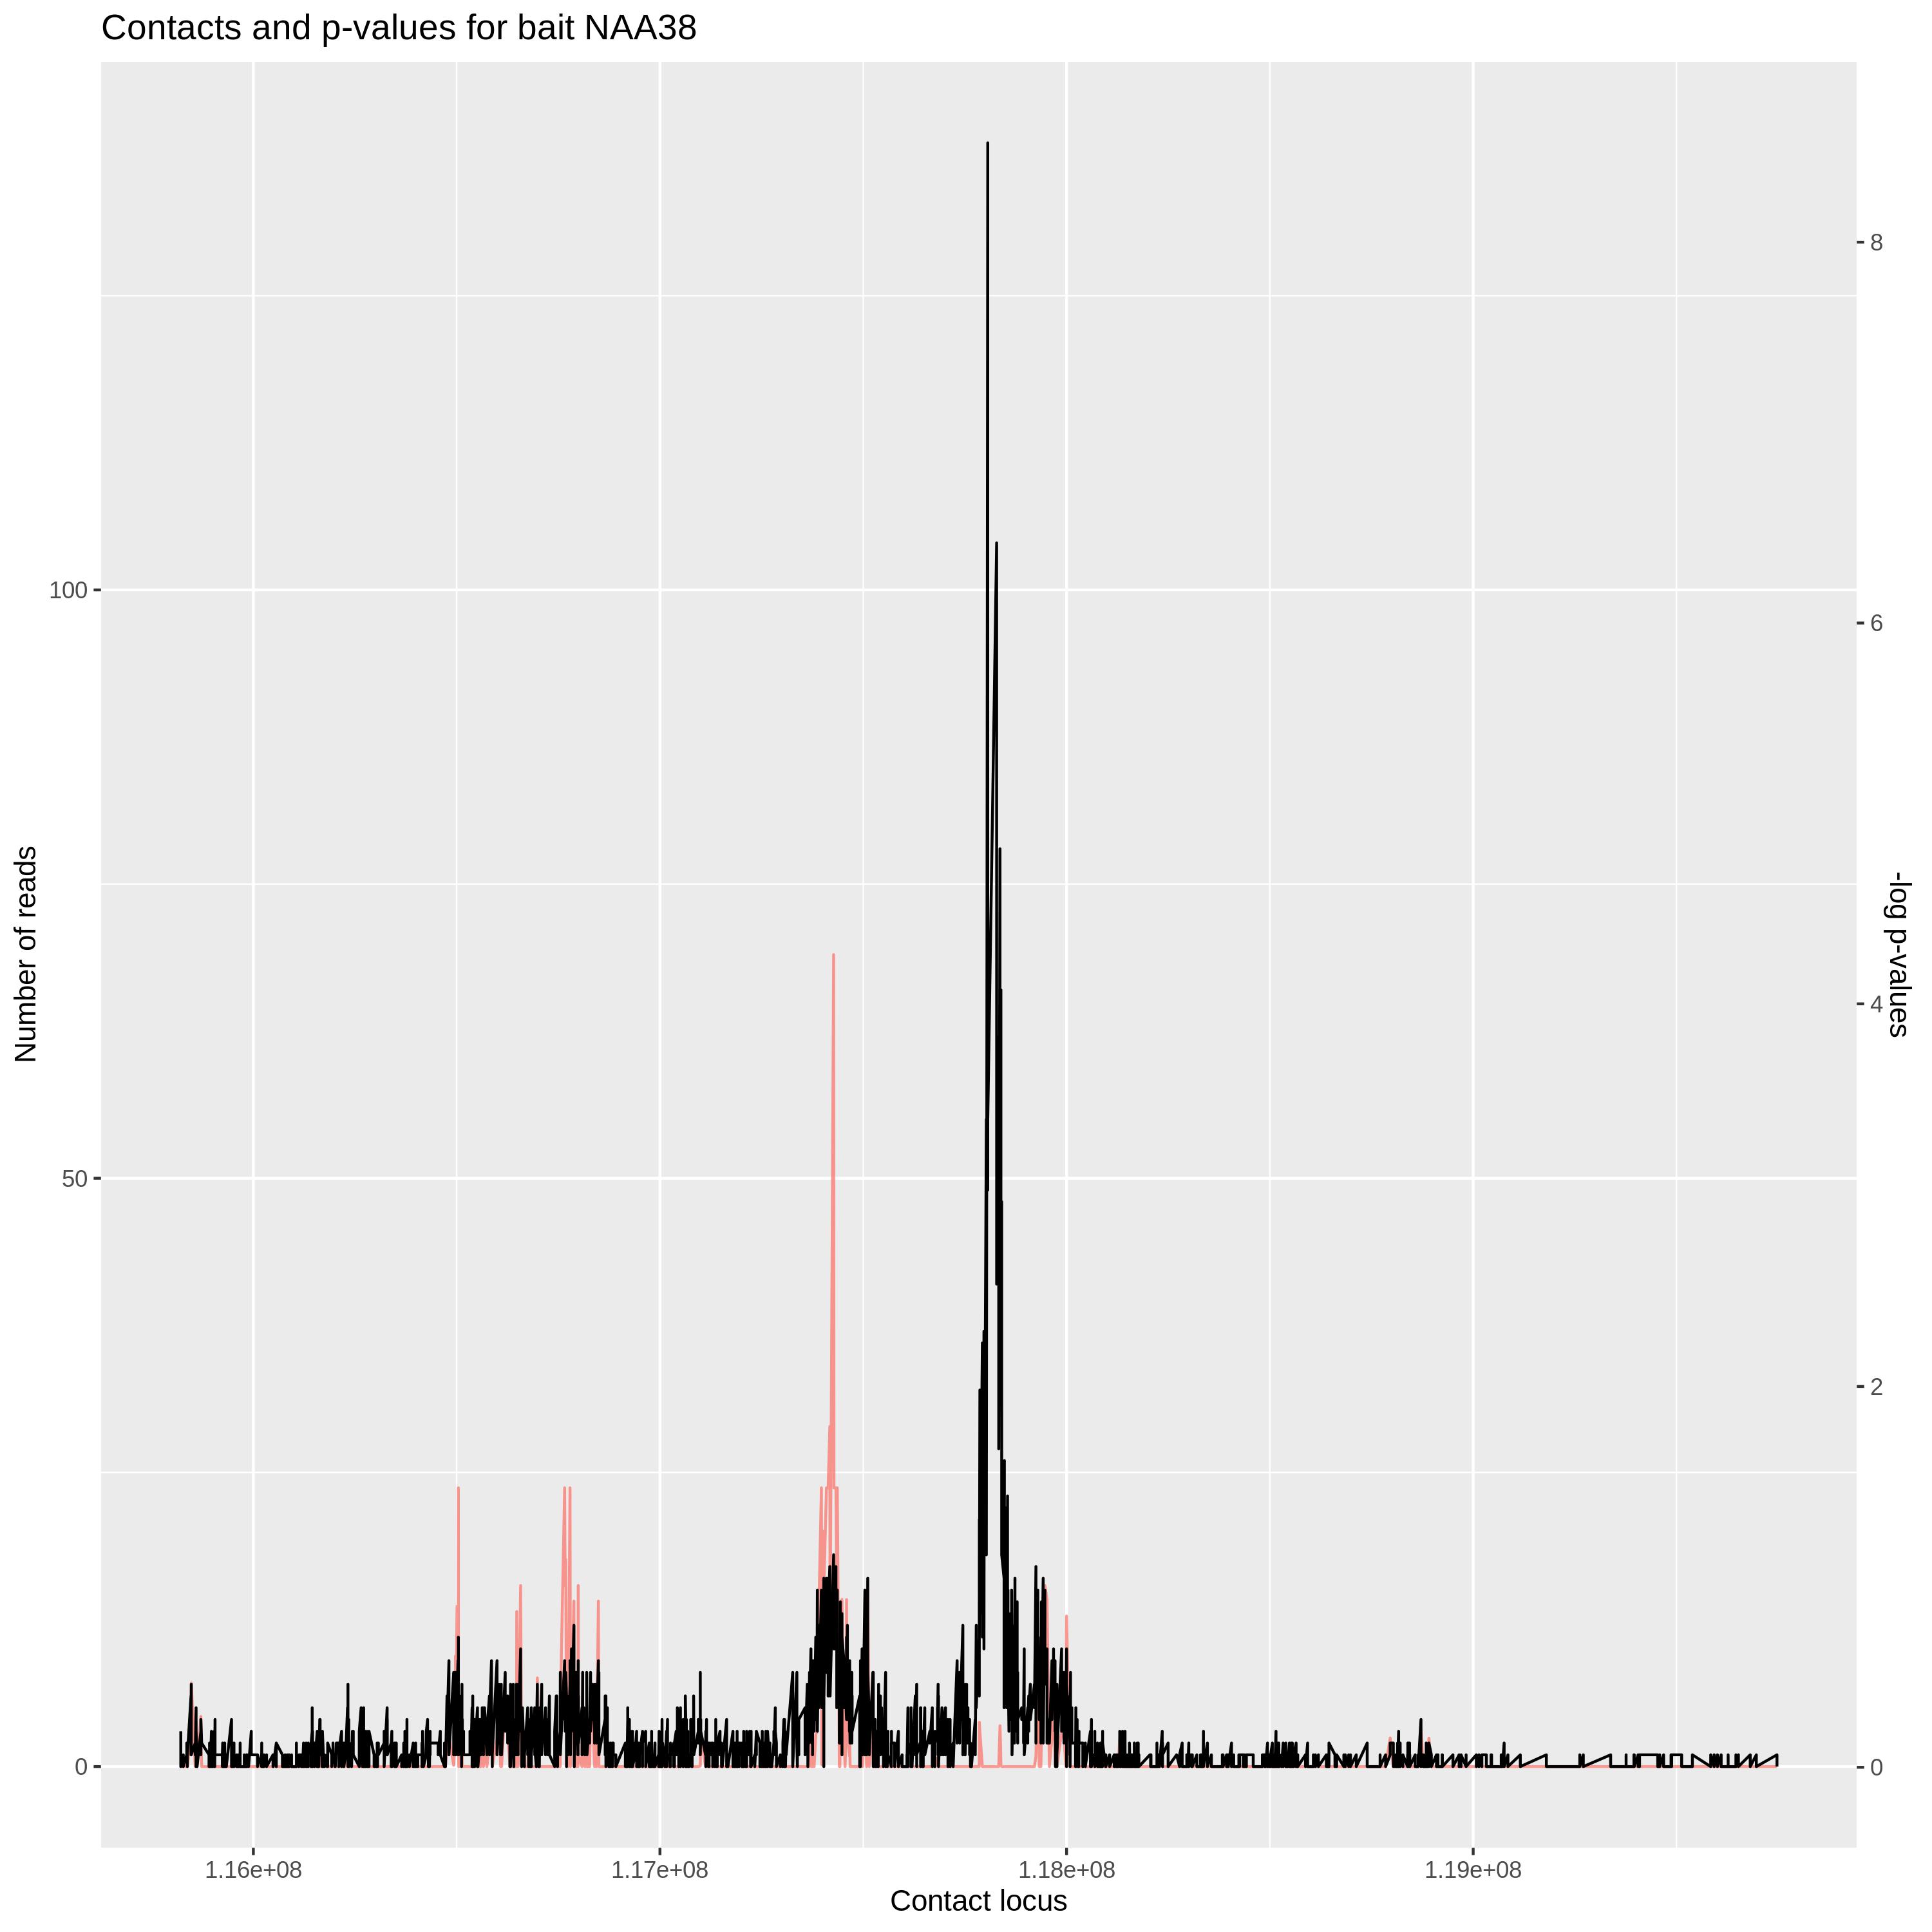 Contacts and p-values for bait NAA38
Number of reads
100
50
0
8
6
4
2
0
-log p-values
1.16e+08
1.17e+08
1.18e+08
1.19e+08
Contact locus